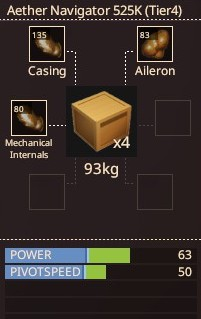 Aether Navigator 525K (Tier4)
135
83
Casing
Aileron
80
x4
Mechanical
Internals
93kg
POWER 63
PIVOTSPEED 50